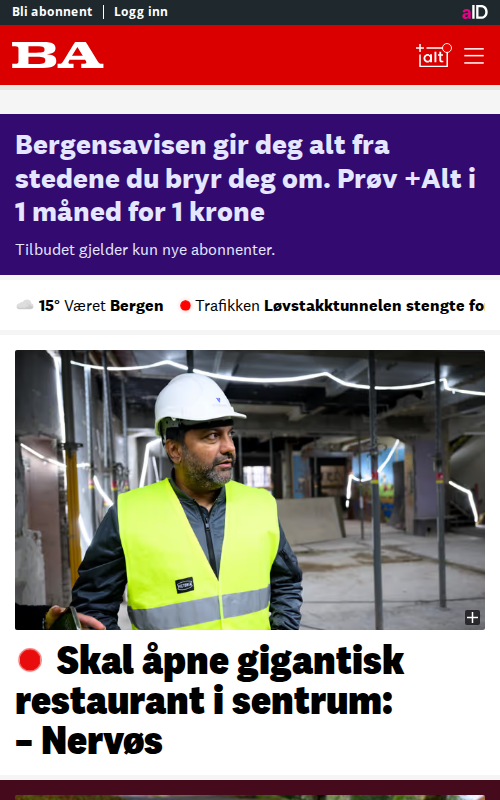 Bli abonnent | Logg inn
aID
BA
+alt
Bergensavisen gir deg alt fra
stedene du bryr deg om. Prøv +Alt i
1 måned for 1 krone
Tilbudet gjelder kun nye abonnenter.
15° Været Bergen Trafikken Løvstakktunnelen stengte fo
Skal åpne gigantisk
restaurant i sentrum:
– Nervøs